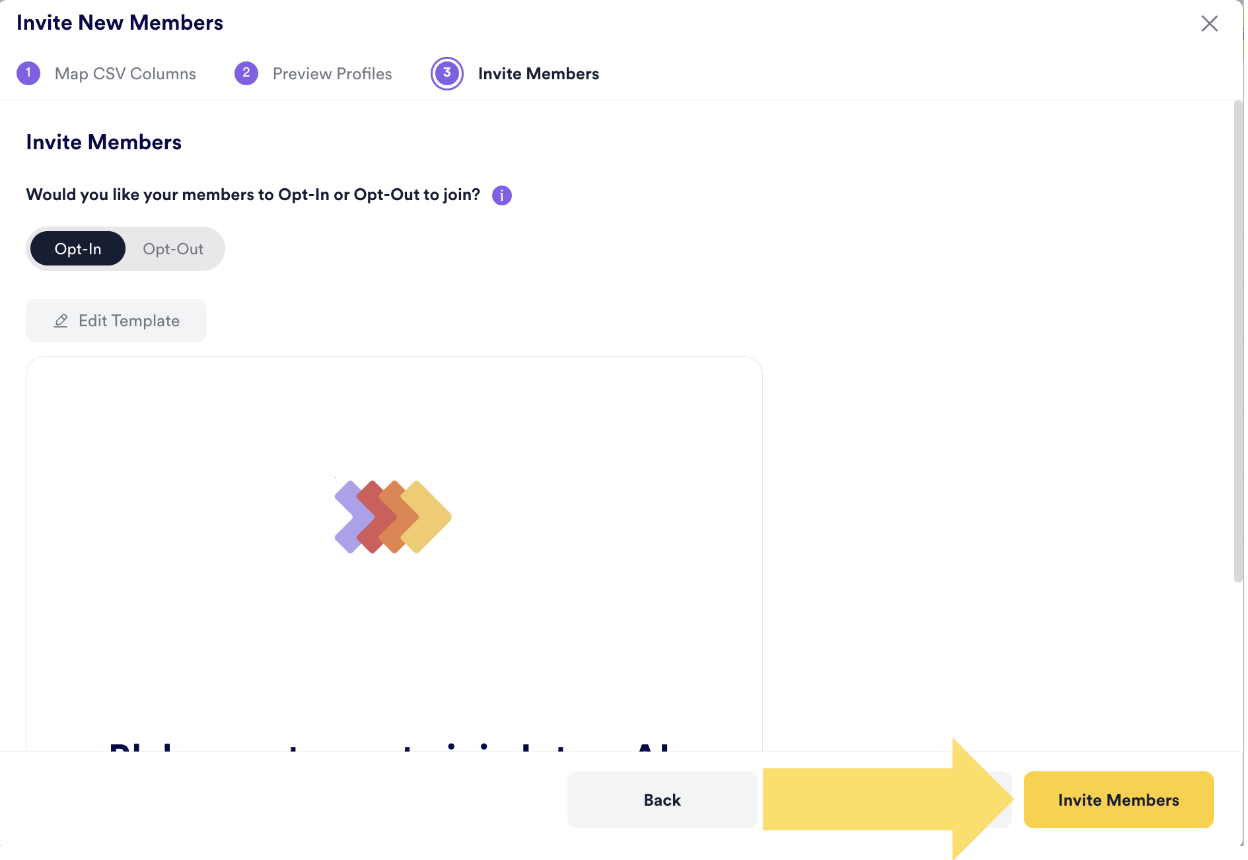 Invite New Members
1 Map CSV Columns 2 Preview Profiles 3 Invite Members
Invite Members
Would you like your members to Opt-In or Opt-Out to join? i
Opt-In Opt-Out
Edit Template
Back Invite Members